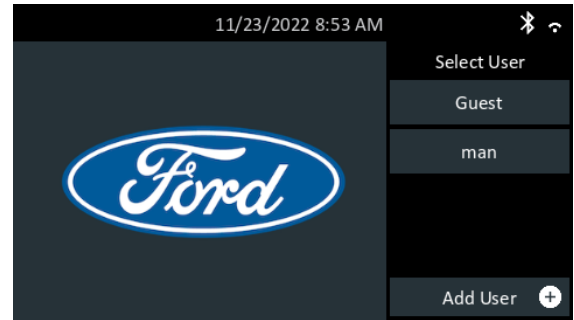 11/23/2022 8:53 AM
Select User
Guest
man
Ford
Add User